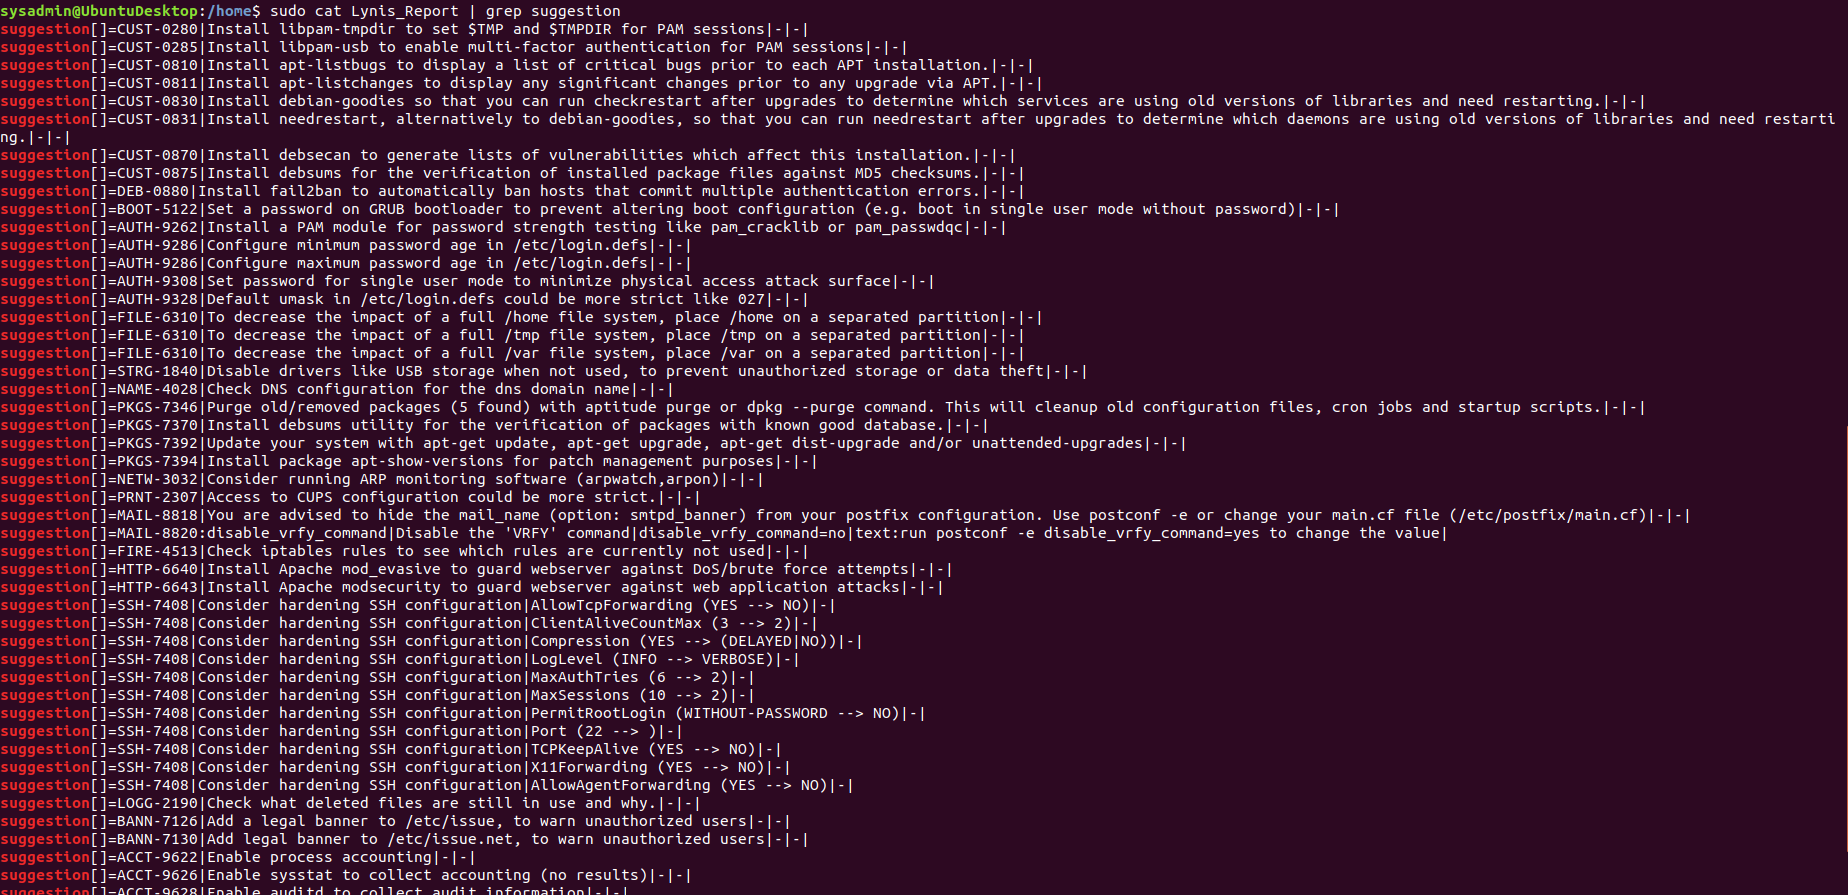 sysadmin@UbuntuDesktop:/home$ sudo cat Lynis_Report | grep suggestion
suggestion[]=CUST-0280|Install libpam-tmpdir to set $TMP and $TMPDIR for PAM sessions|-|-|
suggestion[]=CUST-0285|Install libpam-usb to enable multi-factor authentication for PAM sessions|-|-|
suggestion[]=CUST-0810|Install apt-listbugs to display a list of critical bugs prior to each APT installation.|-|-|
suggestion[]=CUST-0811|Install apt-listchanges to display any significant changes prior to any upgrade via APT.|-|-|
suggestion[]=CUST-0830|Install debian-goodies so that you can run checkrestart after upgrades to determine which services are using old versions of libraries and need restarting.|-|-|
suggestion[]=CUST-0831|Install needrestart, alternatively to debian-goodies, so that you can run needrestart after upgrades to determine which daemons are using old versions of libraries and need restarti
ng.|-|-|
suggestion[]=CUST-0870|Install debsecan to generate lists of vulnerabilities which affect this installation.|-|-|
suggestion[]=CUST-0875|Install debsums for the verification of installed package files against MD5 checksums.|-|-|
suggestion[]=DEB-0880|Install fail2ban to automatically ban hosts that commit multiple authentication errors.|-|-|
suggestion[]=BOOT-5122|Set a password on GRUB bootloader to prevent altering boot configuration (e.g. boot in single user mode without password)|-|-|
suggestion[]=AUTH-9262|Install a PAM module for password strength testing like pam_cracklib or pam_passwdqc|-|-|
suggestion[]=AUTH-9286|Configure minimum password age in /etc/login.defs|-|-|
suggestion[]=AUTH-9286|Configure maximum password age in /etc/login.defs|-|-|
suggestion[]=AUTH-9308|Set password for single user mode to minimize physical access attack surface|-|-|
suggestion[]=AUTH-9328|Default umask in /etc/login.defs could be more strict like 027|-|-|
suggestion[]=FILE-6310|To decrease the impact of a full /home file system, place /home on a separated partition|-|-|
suggestion[]=FILE-6310|To decrease the impact of a full /tmp file system, place /tmp on a separated partition|-|-|
suggestion[]=FILE-6310|To decrease the impact of a full /var file system, place /var on a separated partition|-|-|
suggestion[]=STRG-1840|Disable drivers like USB storage when not used, to prevent unauthorized storage or data theft|-|-|
suggestion[]=NAME-4028|Check DNS configuration for the dns domain name|-|-|
suggestion[]=PKGS-7346|Purge old/removed packages (5 found) with aptitude purge or dpkg --purge command. This will cleanup old configuration files, cron jobs and startup scripts.|-|-|
suggestion[]=PKGS-7370|Install debsums utility for the verification of packages with known good database.|-|-|
suggestion[]=PKGS-7392|Update your system with apt-get update, apt-get upgrade, apt-get dist-upgrade and/or unattended-upgrades|-|-|
suggestion[]=PKGS-7394|Install package apt-show-versions for patch management purposes|-|-|
suggestion[]=NETW-3032|Consider running ARP monitoring software (arpwatch,arpon)|-|-|
suggestion[]=PRNT-2307|Access to CUPS configuration could be more strict.|-|-|
suggestion[]=MAIL-8818|You are advised to hide the mail_name (option: smtpd_banner) from your postfix configuration. Use postconf -e or change your main.cf file (/etc/postfix/main.cf)|-|-|
suggestion[]=MAIL-8820:disable_vrfy_command|Disable the 'VRFY' command|disable_vrfy_command=no|text:run postconf -e disable_vrfy_command=yes to change the value|
suggestion[]=FIRE-4513|Check iptables rules to see which rules are currently not used|-|-|
suggestion[]=HTTP-6640|Install Apache mod_evasive to guard webserver against DoS/brute force attempts|-|-|
suggestion[]=HTTP-6643|Install Apache modsecurity to guard webserver against web application attacks|-|-|
suggestion[]=SSH-7408|Consider hardening SSH configuration|AllowTcpForwarding (YES --> NO)|-|
suggestion[]=SSH-7408|Consider hardening SSH configuration|ClientAliveCountMax (3 --> 2)|-|
suggestion[]=SSH-7408|Consider hardening SSH configuration|Compression (YES --> (DELAYED|NO))|-|
suggestion[]=SSH-7408|Consider hardening SSH configuration|LogLevel (INFO --> VERBOSE)|-|
suggestion[]=SSH-7408|Consider hardening SSH configuration|MaxAuthTries (6 --> 2)|-|
suggestion[]=SSH-7408|Consider hardening SSH configuration|MaxSessions (10 --> 2)|-|
suggestion[]=SSH-7408|Consider hardening SSH configuration|PermitRootLogin (WITHOUT-PASSWORD --> NO)|-|
suggestion[]=SSH-7408|Consider hardening SSH configuration|Port (22 --> )|-|
suggestion[]=SSH-7408|Consider hardening SSH configuration|TCPKeepAlive (YES --> NO)|-|
suggestion[]=SSH-7408|Consider hardening SSH configuration|X11Forwarding (YES --> NO)|-|
suggestion[]=SSH-7408|Consider hardening SSH configuration|AllowAgentForwarding (YES --> NO)|-|
suggestion[]=LOGG-2190|Check what deleted files are still in use and why.|-|-|
suggestion[]=BANN-7126|Add a legal banner to /etc/issue, to warn unauthorized users|-|-|
suggestion[]=BANN-7130|Add legal banner to /etc/issue.net, to warn unauthorized users|-|-|
suggestion[]=ACCT-9622|Enable process accounting|-|-|
suggestion[]=ACCT-9626|Enable sysstat to collect accounting (no results)|-|-|
suggestion[]=ACCT-9628|Enable auditd to collect audit information|-|-|